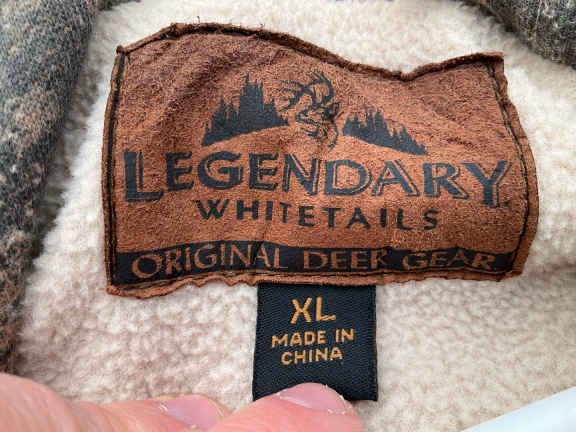 LEGENDARY
WHITETAILS
ORIGINAL DEER GEAR
XL
MADE IN
CHINA